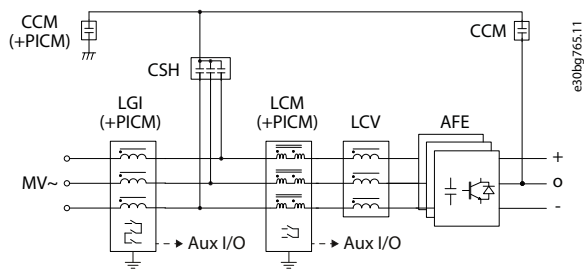 CCM
(+PICM)
CSH
CCM
e30bg765.11
LGI
(+PICM)
LCM
(+PICM)
LCV
AFE
MV~
+
o
-
Aux I/O
Aux I/O